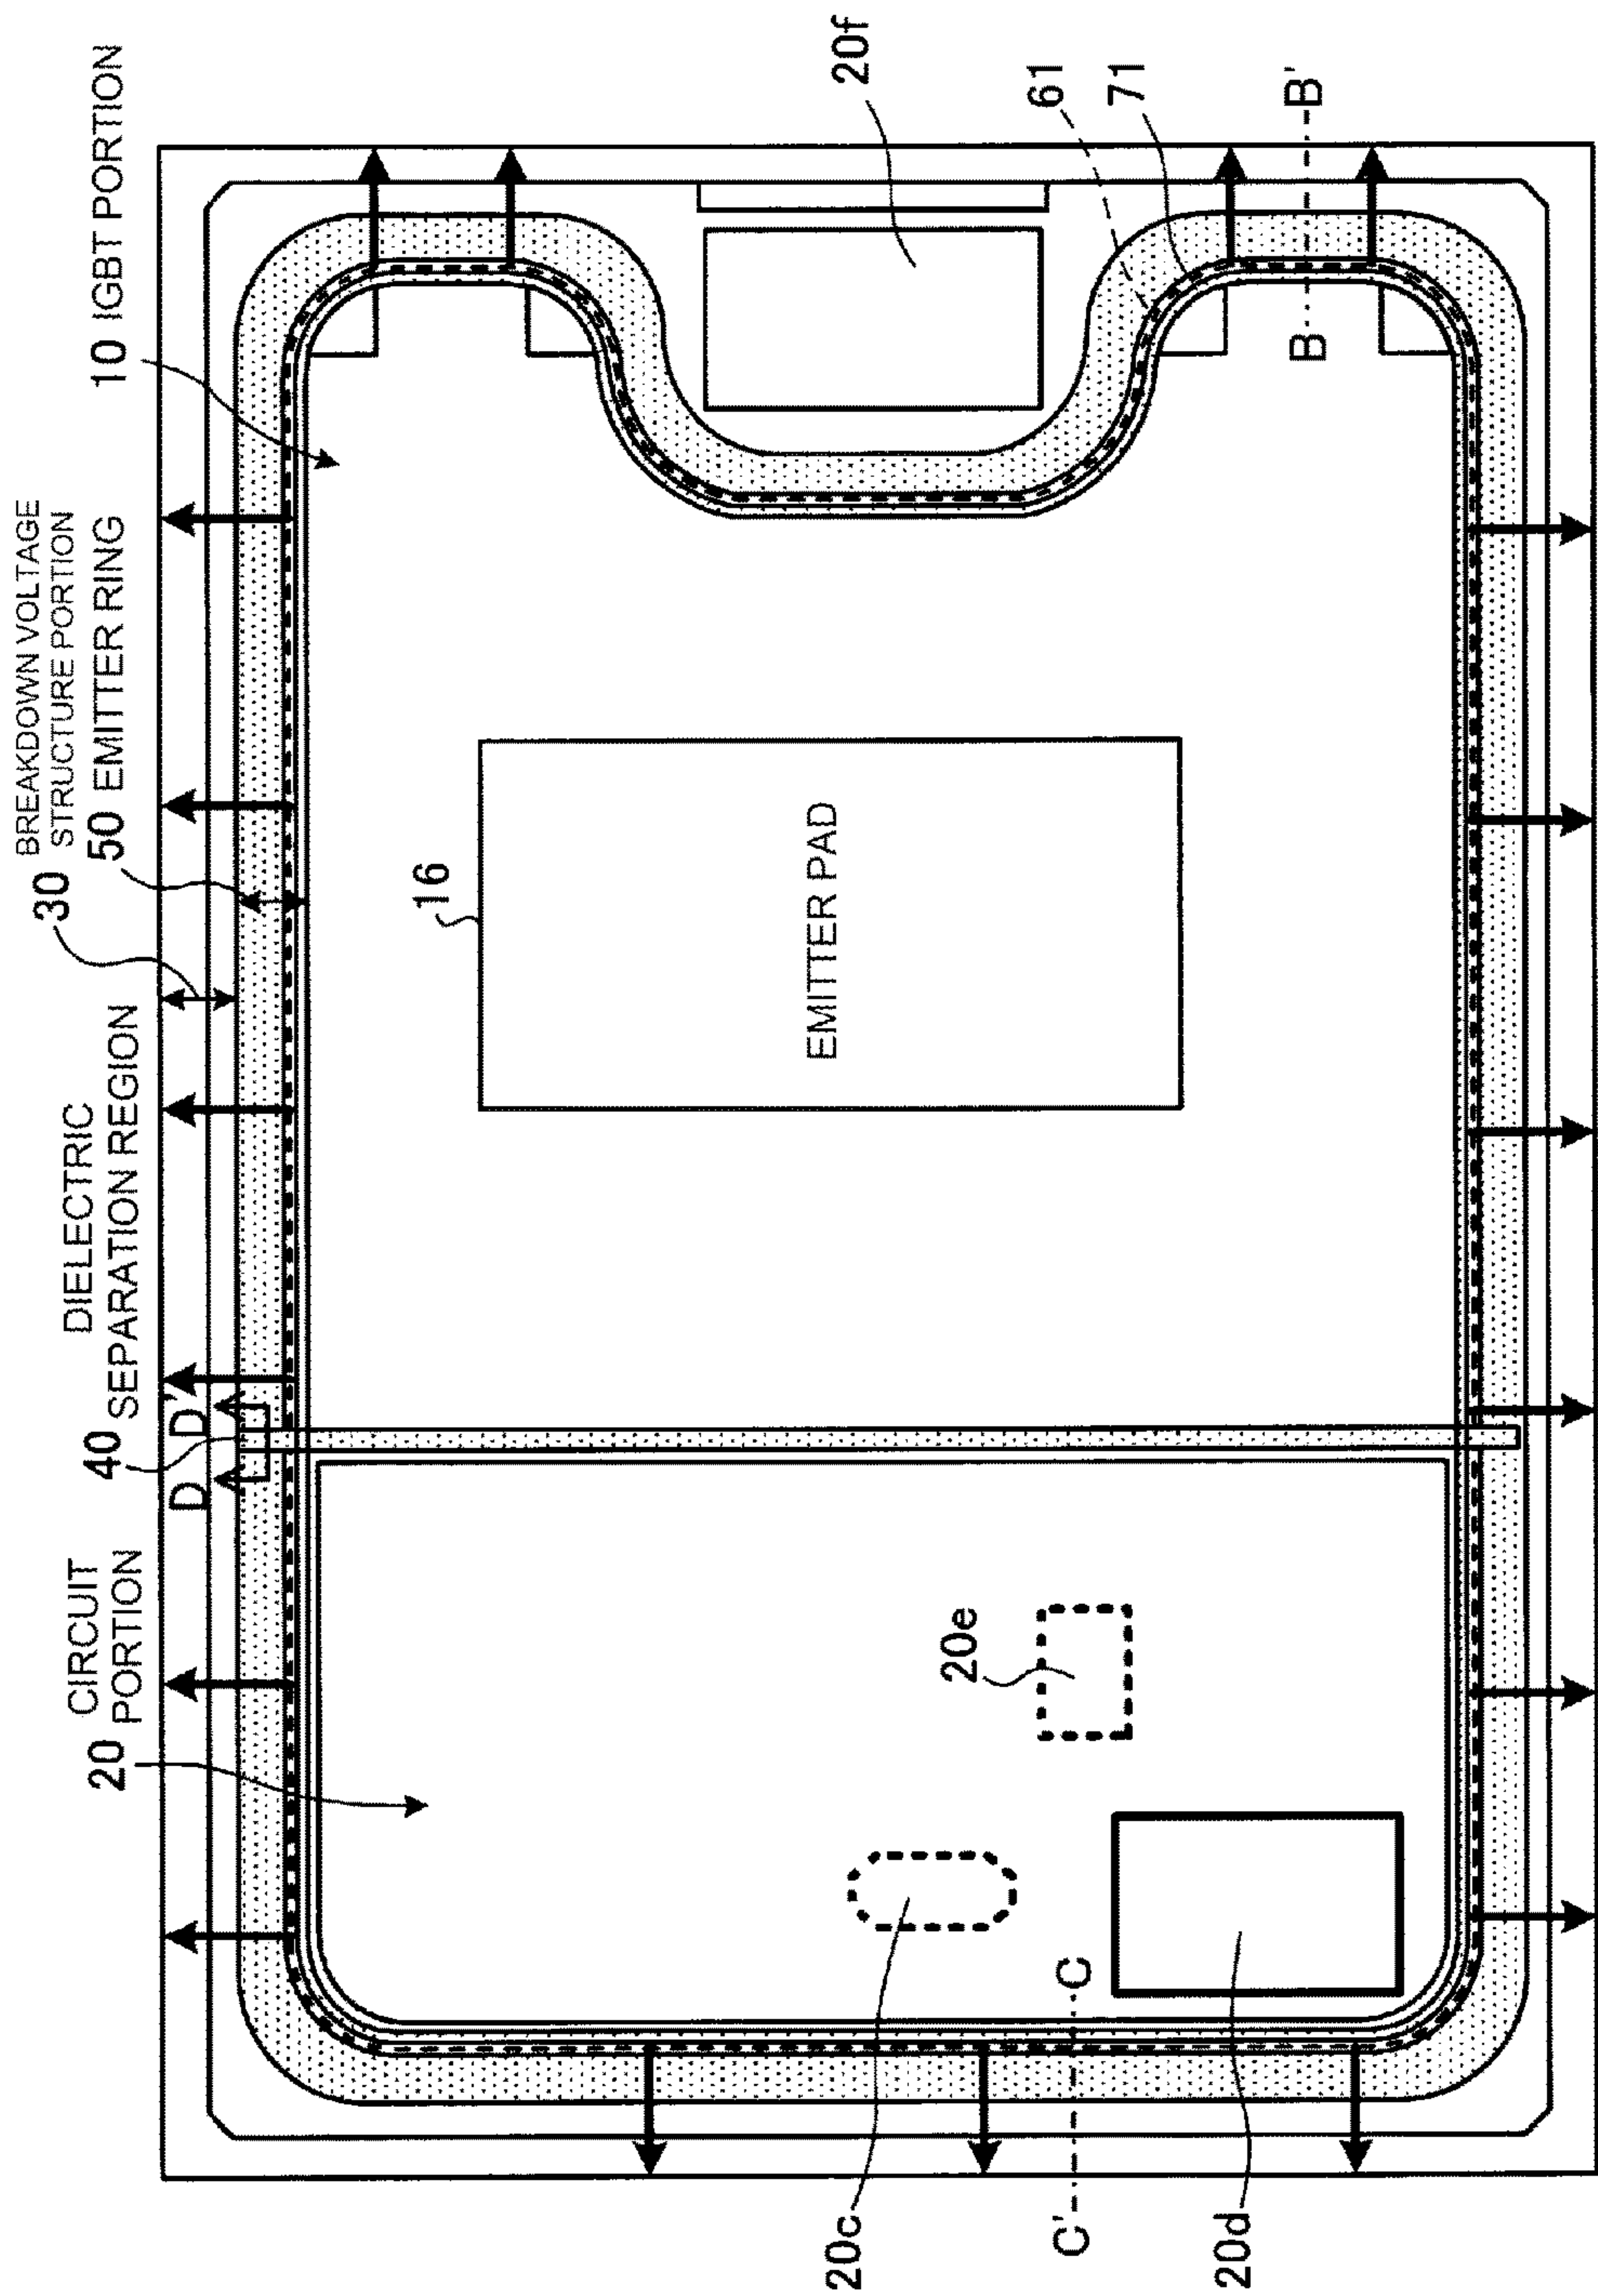 BREAKDOWN VOLTAGE
30 STRUCTURE PORTION
50 EMITTER RING
10 IGBT PORTION
DIELECTRIC
40 SEPARATION REGION
CIRCUIT
20 PORTION
D
D'
16
EMITTER PAD
20f
61
71
B
B'
20e
20c
C'
C
20d